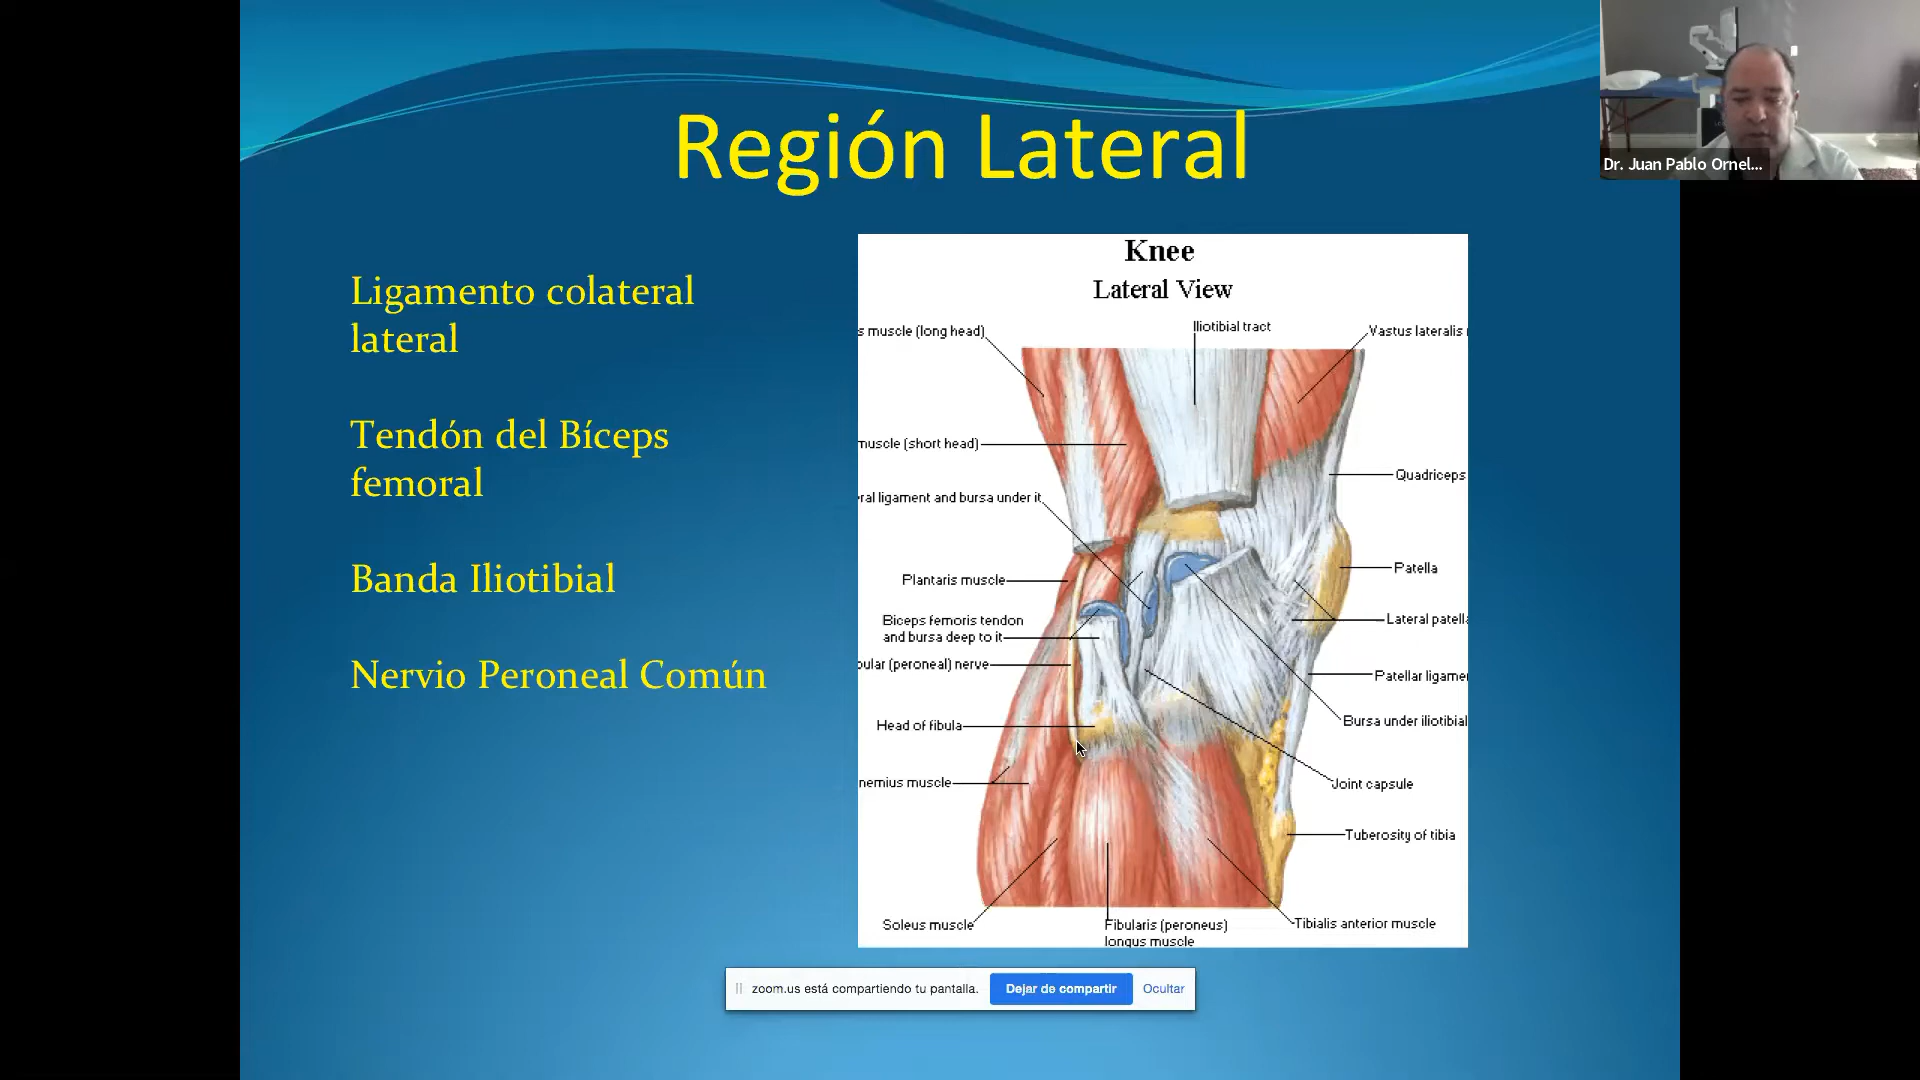 Región Lateral
Dr. Juan Pablo Ornel...
Ligamento colateral
lateral
Tendón del Bíceps
femoral
Banda Iliotibial
Nervio Peroneal Común
Knee
Lateral View
s muscle (long head)
Iliotibial tract
Vastus lateralis
muscle (short head)
Quadriceps
ral ligament and bursa under it
Patella
Plantaris muscle
Biceps femoris tendon
and bursa deep to it
Lateral patella
ular (peroneal) nerve
Patellar ligame
Bursa under iliotibial
Head of fibula
nemius muscle
Joint capsule
Tuberosity of tibia
Soleus muscle
Fibularis (peroneus)
longus muscle
Tibialis anterior muscle
zoom.us está compartiendo tu pantalla.
Dejar de compartir
Ocultar